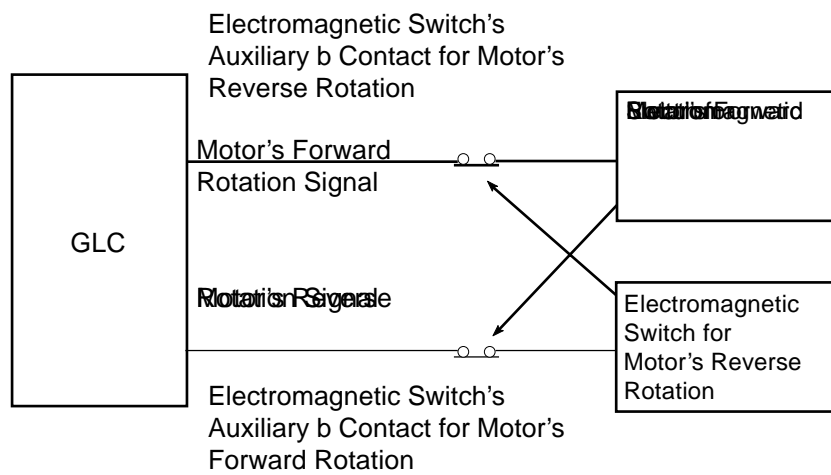 Electromagnetic Switch's
Auxiliary b Contact for Motor's
Reverse Rotation
Motor's Forward
Rotation Signal
GLC
Electromagnetic
Switch for
Motor's Reverse
Rotation
Electromagnetic Switch's
Auxiliary b Contact for Motor's
Forward Rotation